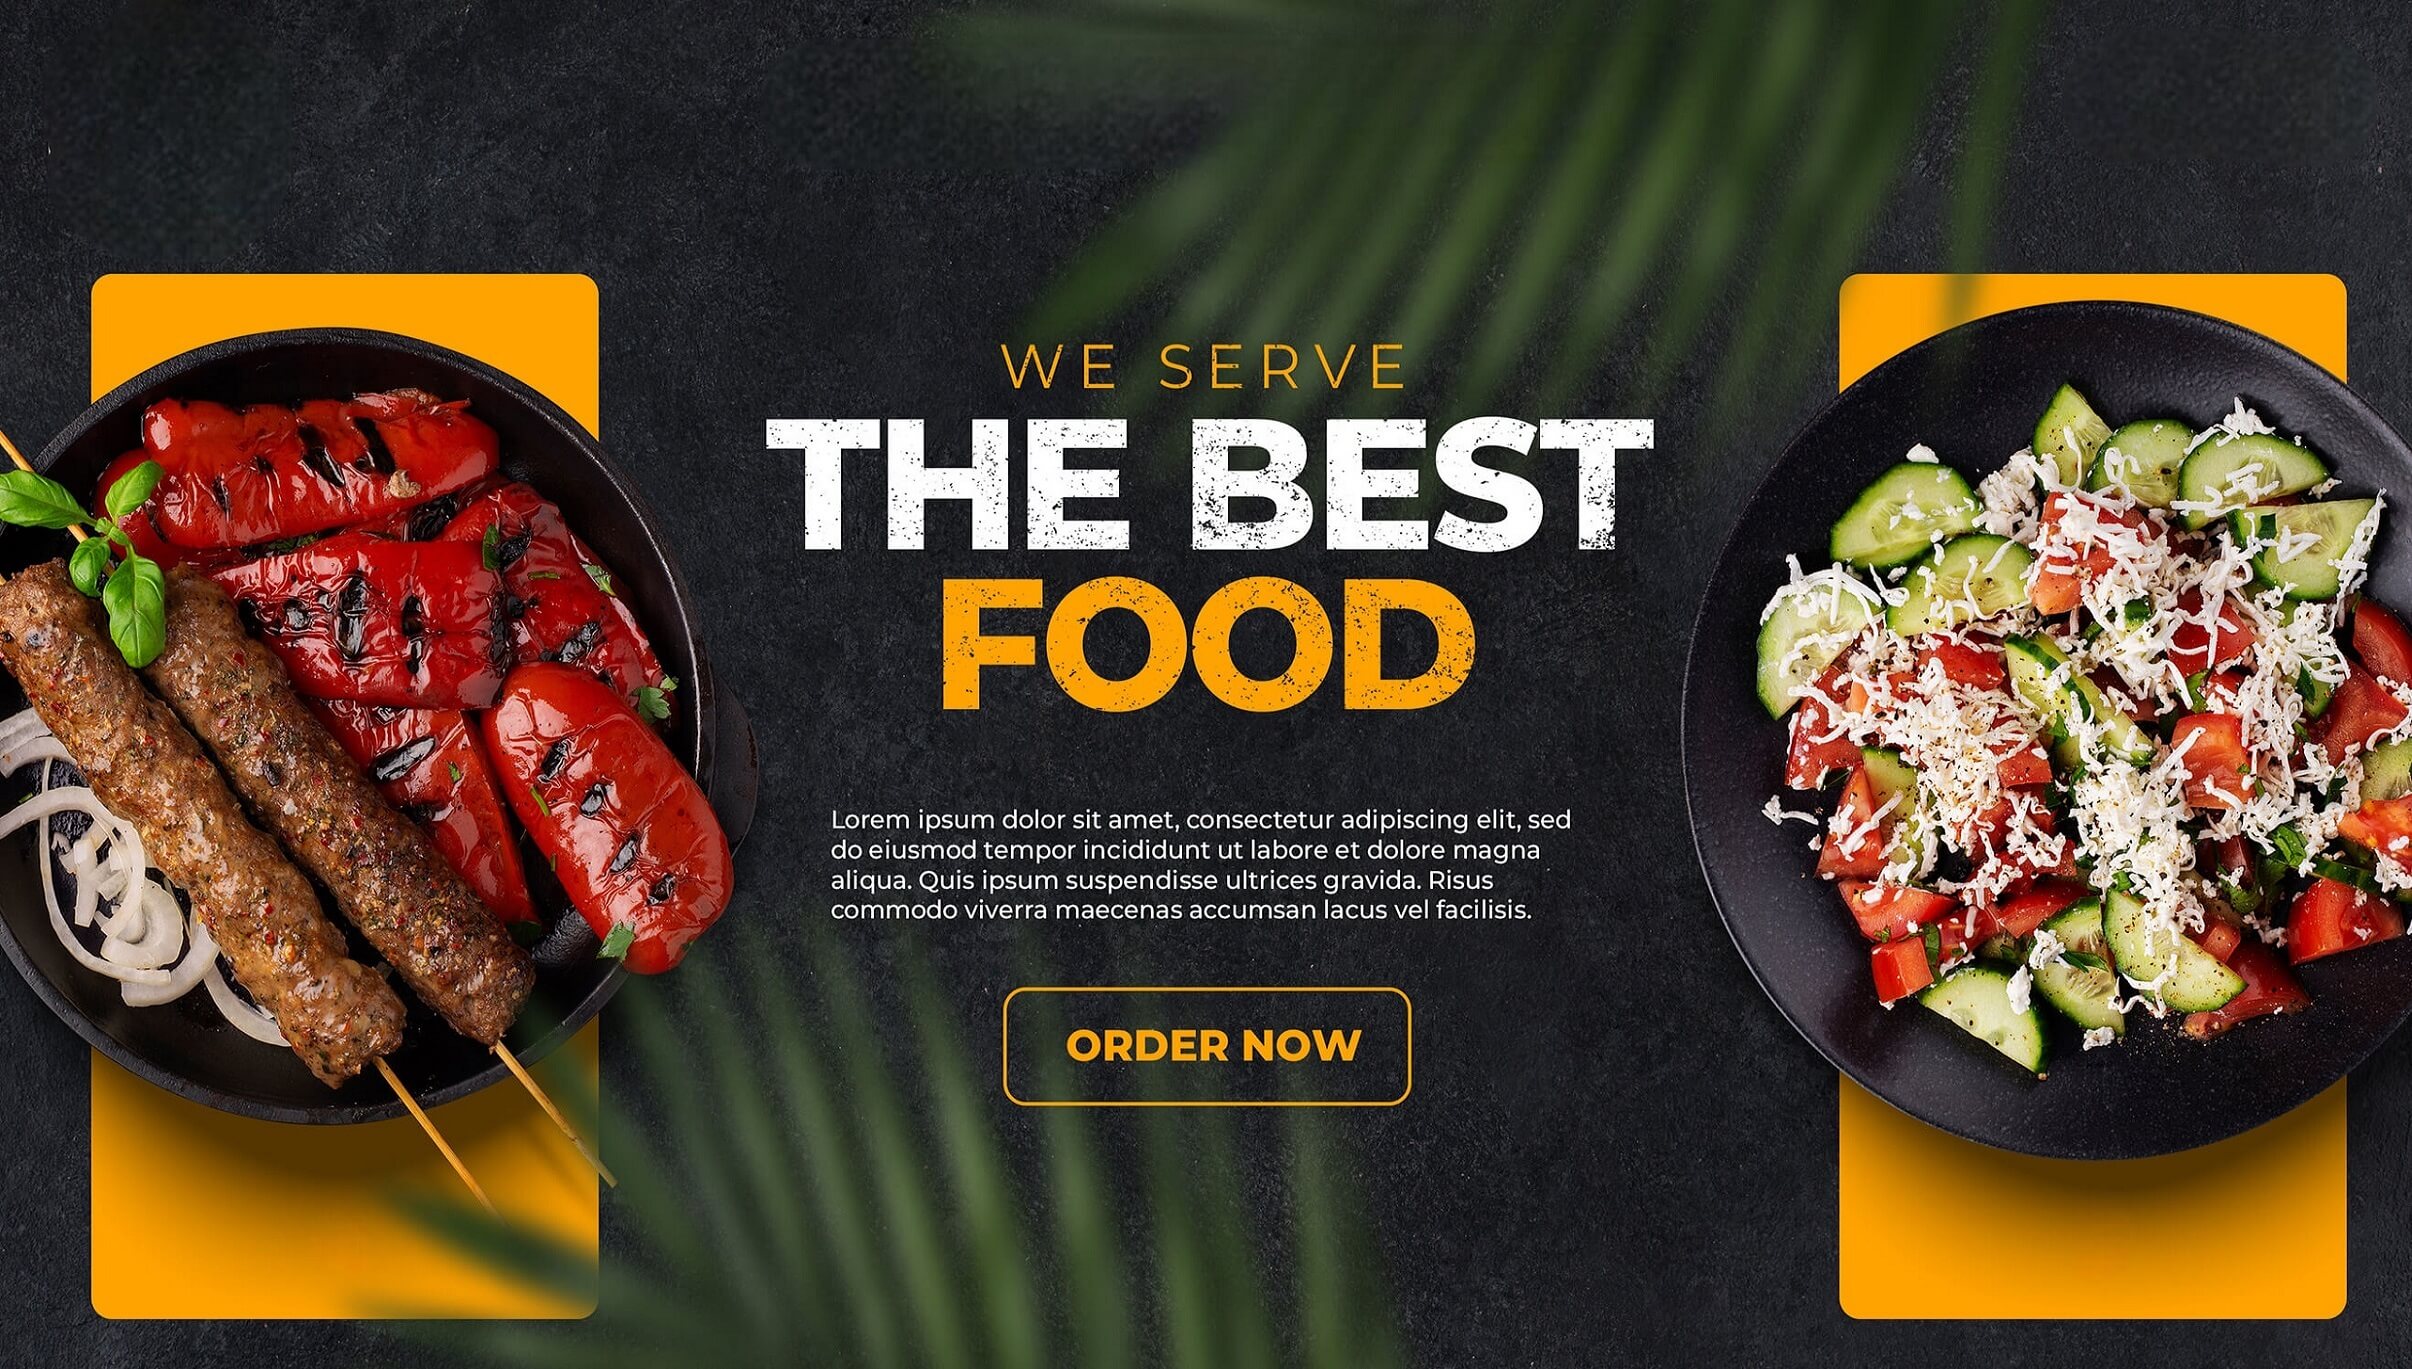 WE SERVE
THE BEST
FOOD
Lorem ipsum dolor sit amet, consectetur adipiscing elit, sed
do eiusmod tempor incididunt ut labore et dolore magna
aliqua. Quis ipsum suspendisse ultrices gravida. Risus
commodo viverra maecenas accumsan lacus vel facilisis.
ORDER NOW